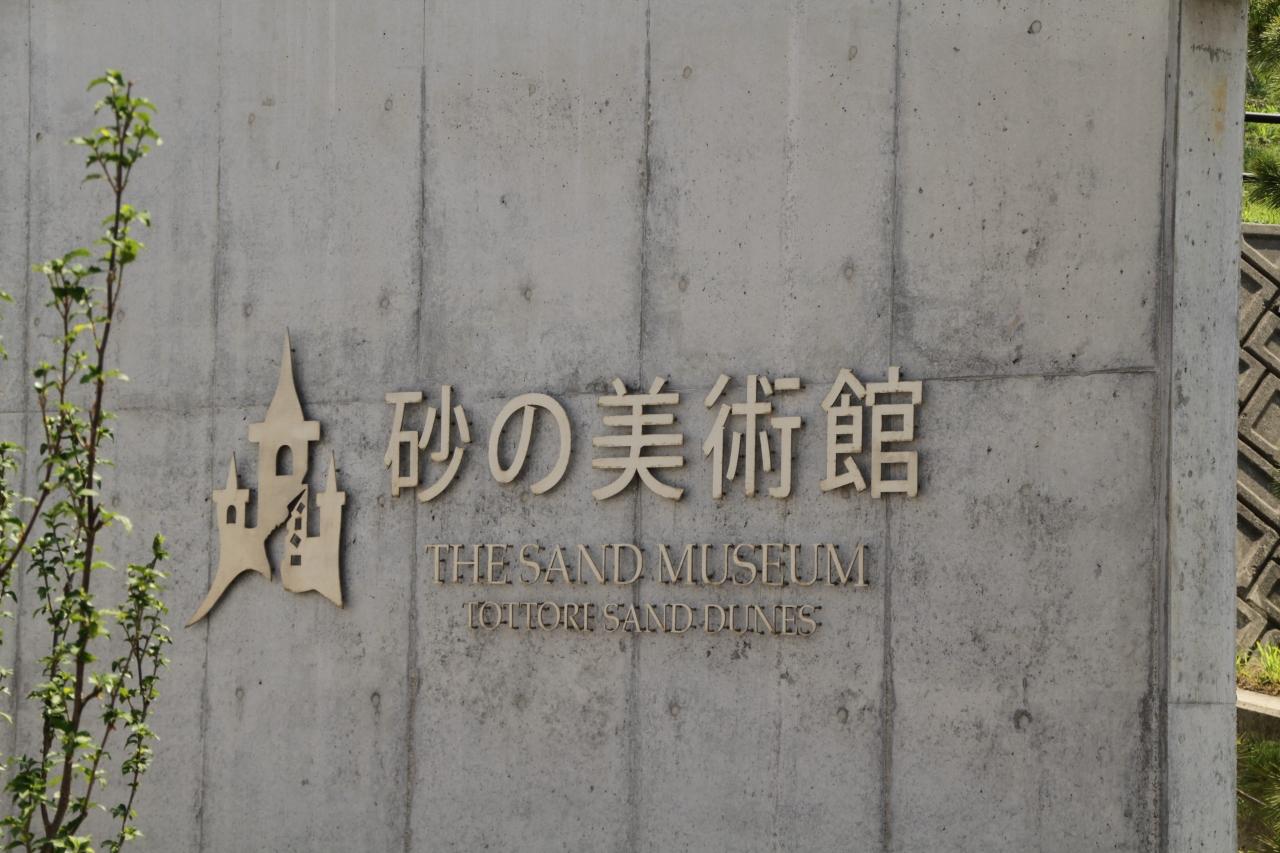 砂の美術館
THE SAND MUSEUM
TOTTORI SAND DUNES